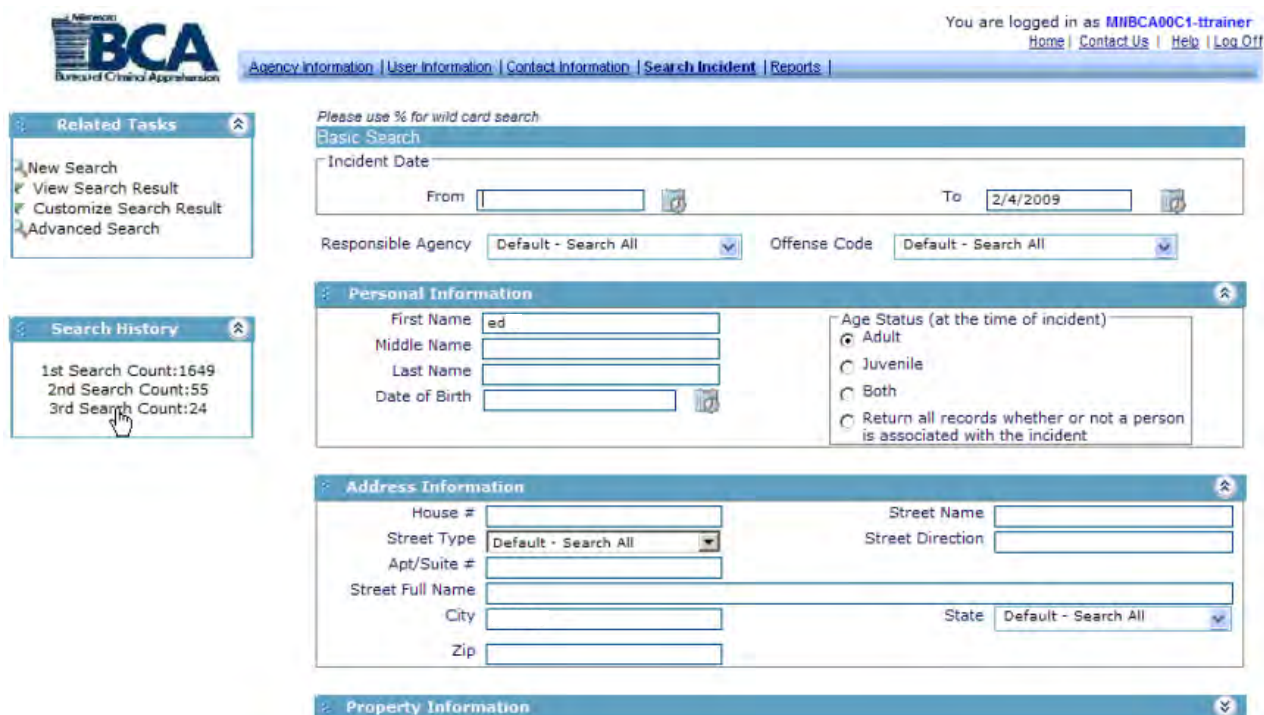 Minnesota
BCA
Bureau of Criminal Apprehension
You are logged in as MNBCA00C1-ttrainer
Home | Contact Us | Help | Log Off
Agency Information | User Information | Contact Information | Search Incident | Reports |
Related Tasks
New Search
View Search Result
Customize Search Result
Advanced Search
Search History
1st Search Count:1649
2nd Search Count:55
3rd Search Count:24
Please use % for wild card search
Basic Search
Incident Date
From To 2/4/2009
Responsible Agency Default - Search All Offense Code Default - Search All
Personal Information
First Name ed
Middle Name
Last Name
Date of Birth
Age Status (at the time of incident)
Adult
Juvenile
Both
Return all records whether or not a person
is associated with the incident
Address Information
House # Street Name
Street Type Default - Search All Street Direction
Apt/Suite #
Street Full Name
City State Default - Search All
Zip
Property Information